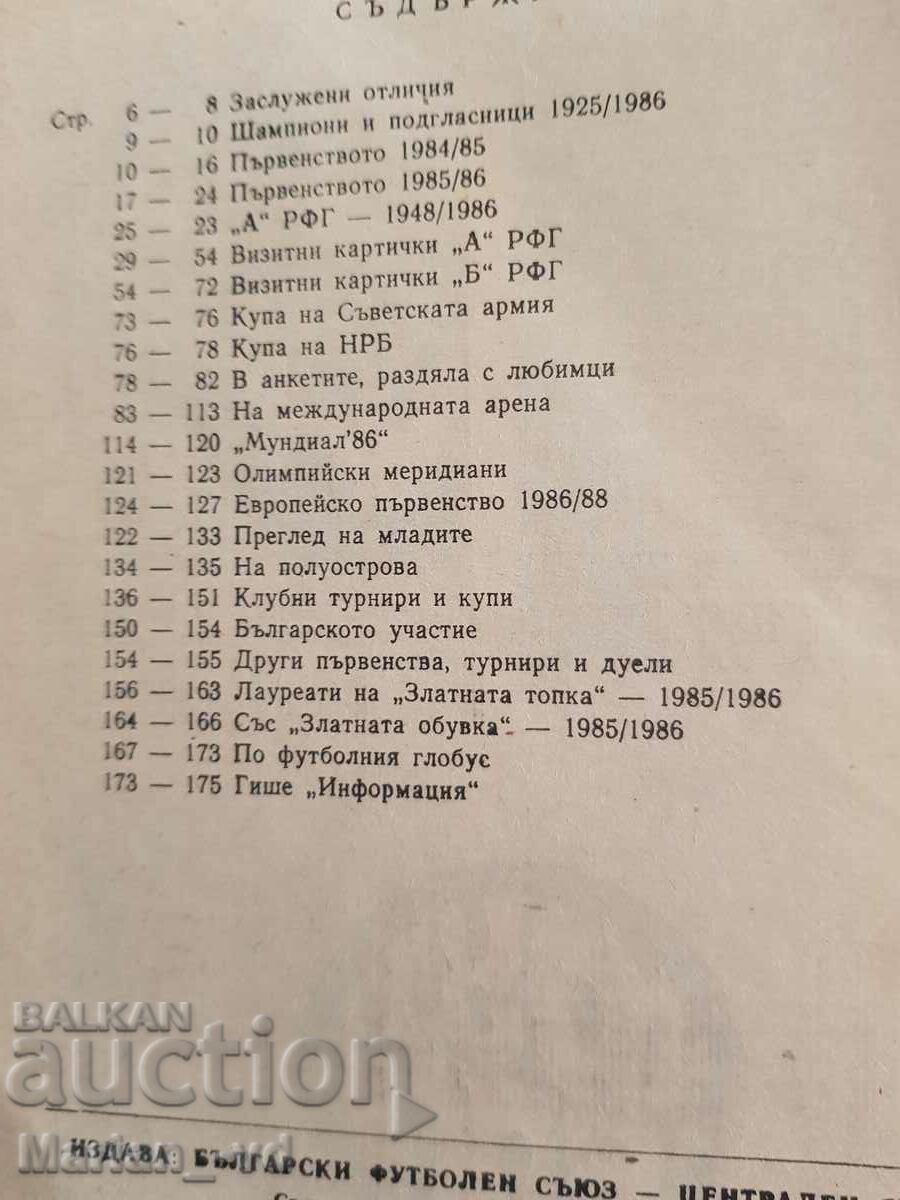 СЪДЪРЖ
Стр. 6 — 8 Заслужени отличия
9 — 10 Шампиони и подгласници 1925/1986
10 — 16 Първенството 1984/85
17 — 24 Първенството 1985/86
25 — 23 „А“ РФГ — 1948/1986
29 — 54 Визитни картички „А“ РФГ
54 — 72 Визитни картички „Б“ РФГ
73 — 76 Купа на Съветската армия
76 — 78 Купа на НРБ
78 — 82 В анкетите, раздяла с любимци
83 — 113 На международната арена
114 — 120 „Мундиал’86“
121 — 123 Олимпийски меридиани
124 — 127 Европейско първенство 1986/88
122 — 133 Преглед на младите
134 — 135 На полуострова
136 — 151 Клубни турнири и купи
150 — 154 Българското участие
154 — 155 Други първенства, турнири и дуели
156 — 163 Лауреати на „Златната топка“ — 1985/1986
164 — 166 Със „Златната обувка“ — 1985/1986
167 — 173 По футболния глобус
173 — 175 Гише „Информация“
BALKAN
auction
ИЗДАВА: БЪЛГАРСКИ ФУТБОЛЕН СЪЮЗ — ЦЕНТРАЛЕН